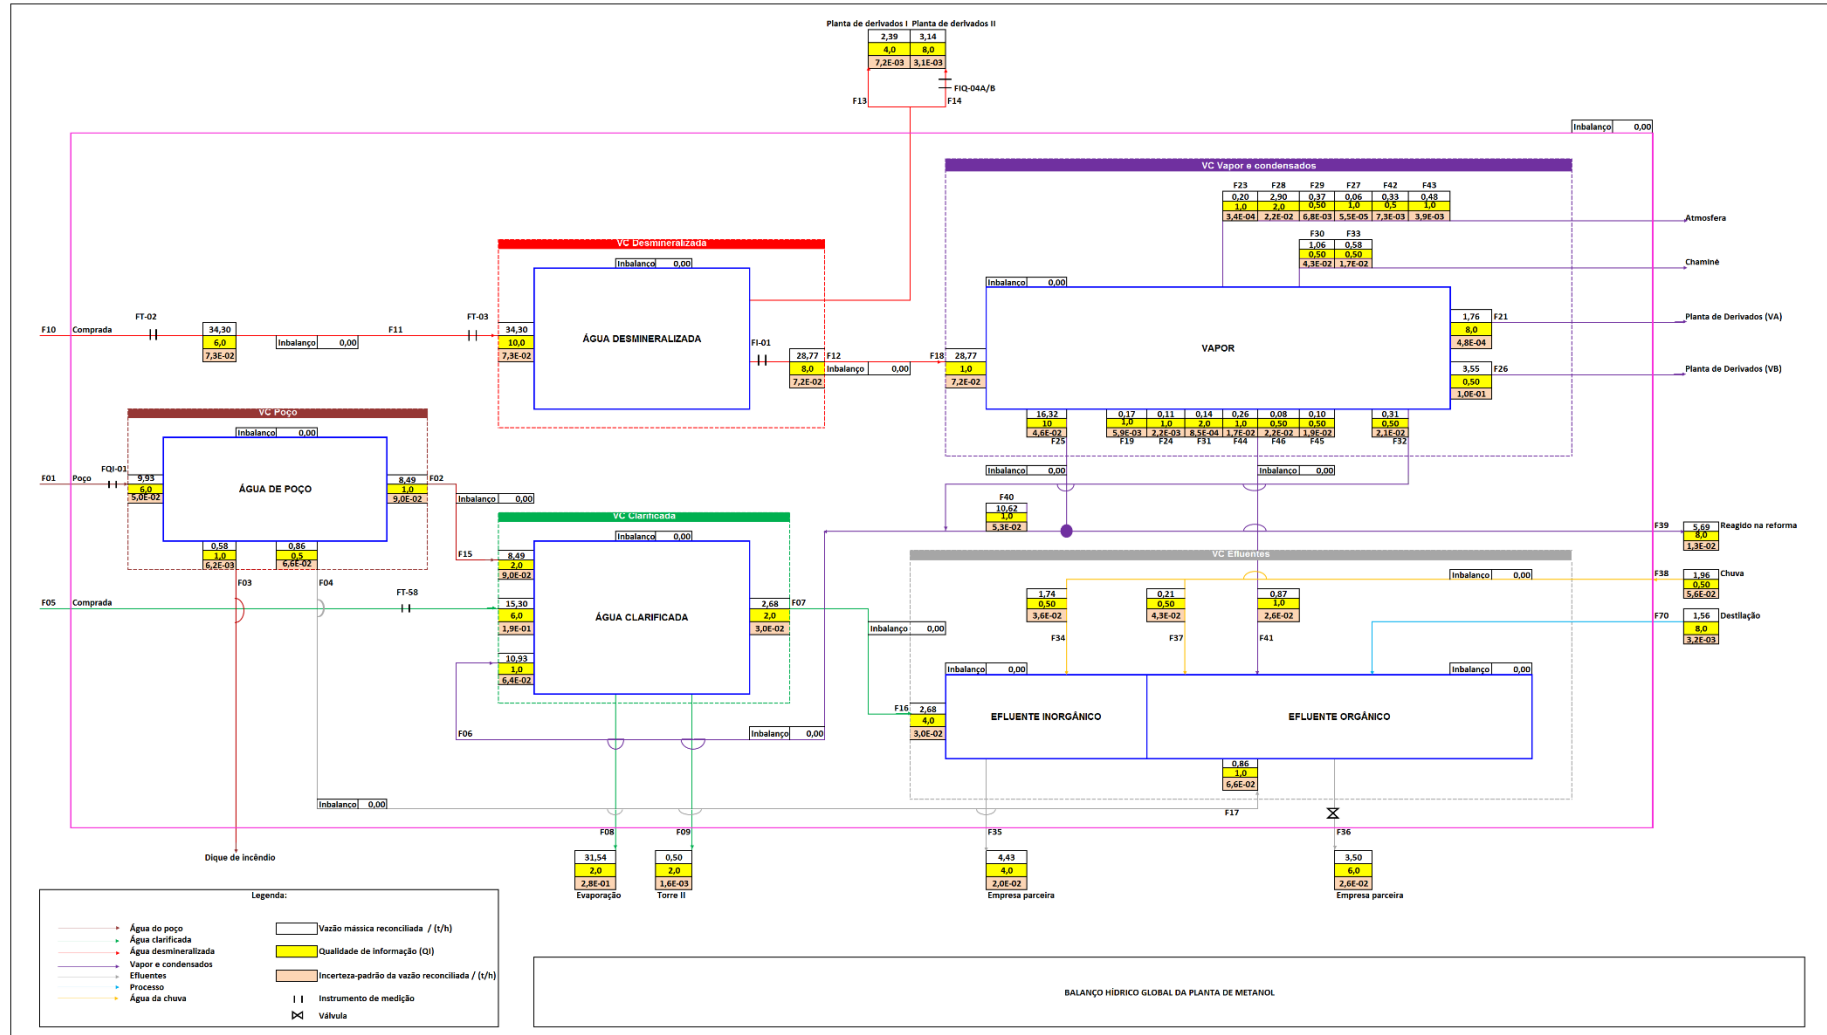 Planta de derivados I Planta de derivados II
2,39 3,14
4,0 8,0
7,2E-03 3,1E-03
FIQ-04A/B
F13 F14
Inbalanço 0,00
VC Vapor e condensados
F23 F28 F29 F27 F42 F43
0,20 2,90 0,37 0,06 0,33 0,48
1,0 2,0 0,50 1,0 0,5 1,0
3,4E-04 2,2E-02 6,8E-03 5,5E-05 7,3E-03 3,9E-03
Atmosfera
F30 F33
1,06 0,58
0,50 0,50
4,3E-02 1,7E-02
Chaminé
VC Desmineralizada
Inbalanço 0,00
Inbalanço 0,00
F10 Comprada
FT-02
34,30
6,0
7,3E-02
Inbalanço 0,00
F11
FT-03
34,30
10,0
7,3E-02
ÁGUA DESMINERALIZADA
FI-01
28,77
8,0
7,2E-02
F12
Inbalanço 0,00
F18
28,77
1,0
7,2E-02
VAPOR
1,76
8,0
4,8E-04
F21
Planta de Derivados (VA)
3,55
0,50
1,0E-01
F26
Planta de Derivados (VB)
16,32 0,17 0,11 0,14 0,26 0,08 0,10 0,31
10 1,0 1,0 2,0 1,0 0,50 0,50 0,50
4,6E-02 5,9E-03 2,2E-03 8,5E-04 1,7E-02 2,2E-02 1,9E-02 2,1E-02
F25 F19 F24 F31 F44 F46 F45 F32
Inbalanço 0,00
Inbalanço 0,00
VC Poço
Inbalanço 0,00
F01 Poço
FQI-01
9,93
6,0
5,0E-02
ÁGUA DE POÇO
8,49
1,0
9,0E-02
F02
Inbalanço 0,00
0,58 0,86
1,0 0,5
6,2E-03 6,6E-02
F03 F04
F40
10,62
1,0
5,3E-02
F39
5,69
8,0
1,3E-02
Reagido na reforma
VC Clarificada
Inbalanço 0,00
F15
8,49
2,0
9,0E-02
F05 Comprada
FT-58
15,30
6,0
1,9E-01
ÁGUA CLARIFICADA
2,68
2,0
3,0E-02
F07
10,93
1,0
6,4E-02
F06
Inbalanço 0,00
Inbalanço 0,00
VC Efluentes
Inbalanço 0,00
F38
1,96
0,50
5,6E-02
Chuva
1,74 0,21 0,87
0,50 0,50 1,0
3,6E-02 4,3E-02 2,6E-02
F34 F37 F41
F70
1,56
8,0
3,2E-03
Destilação
Inbalanço 0,00
Inbalanço 0,00
F16
2,68
4,0
3,0E-02
EFLUENTE INORGÂNICO
EFLUENTE ORGÂNICO
0,86
1,0
6,6E-02
F17
Inbalanço 0,00
F08 F09 F35 F36
Dique de incêndio
31,54
2,0
2,8E-01
Evaporação
0,50
2,0
1,6E-03
Torre II
4,43
4,0
2,0E-02
Empresa parceira
3,50
6,0
2,6E-02
Empresa parceira
Legenda:
Água do poço
Água clarificada
Água desmineralizada
Vapor e condensados
Efluentes
Processo
Água da chuva
Vazão mássica reconciliada / (t/h)
Qualidade de informação (QI)
Incerteza-padrão da vazão reconciliada / (t/h)
Instrumento de medição
Válvula
BALANÇO HÍDRICO GLOBAL DA PLANTA DE METANOL